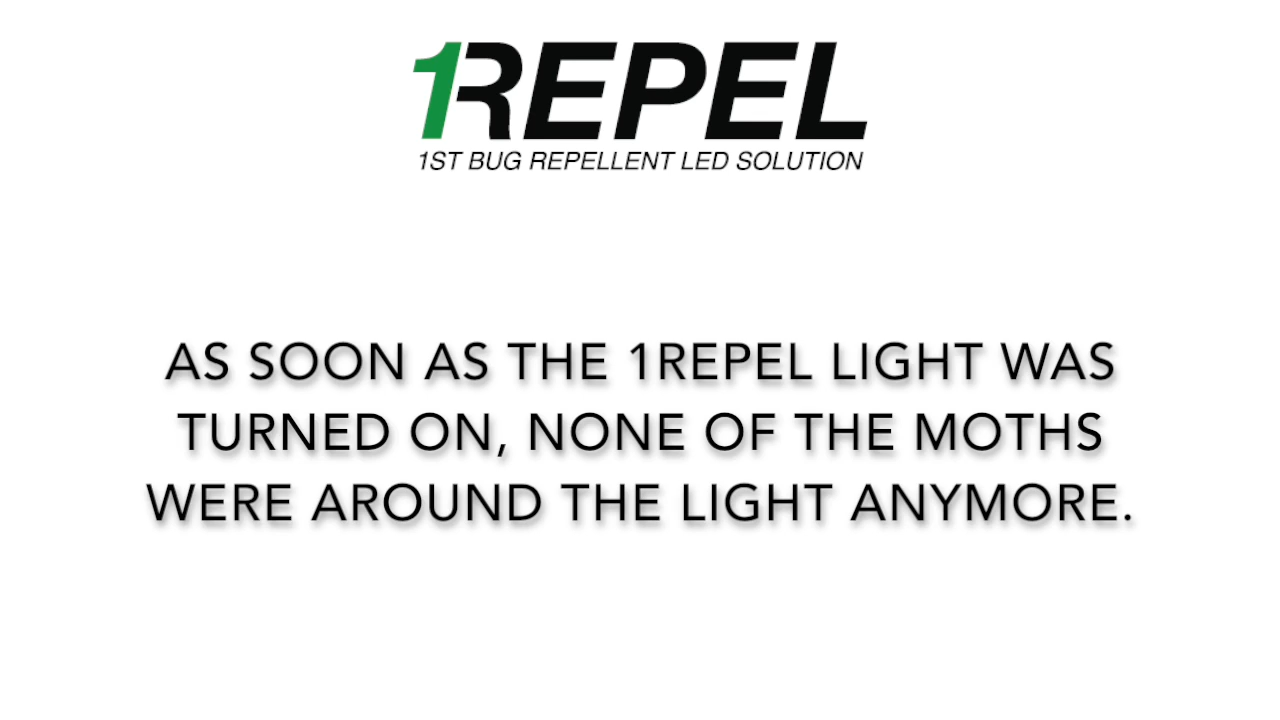 1REPEL
1ST BUG REPELLENT LED SOLUTION
AS SOON AS THE 1REPEL LIGHT WAS
TURNED ON, NONE OF THE MOTHS
WERE AROUND THE LIGHT ANYMORE.